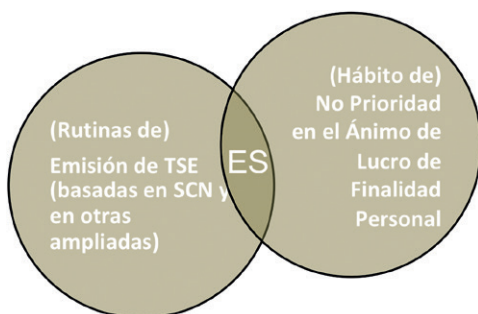 (Rutinas de)
Emisión de TSE
(basadas en SCN y
en otras
ampliadas)
ES
(Hábito de)
No Prioridad
en el Ánimo de
Lucro de
Finalidad
Personal